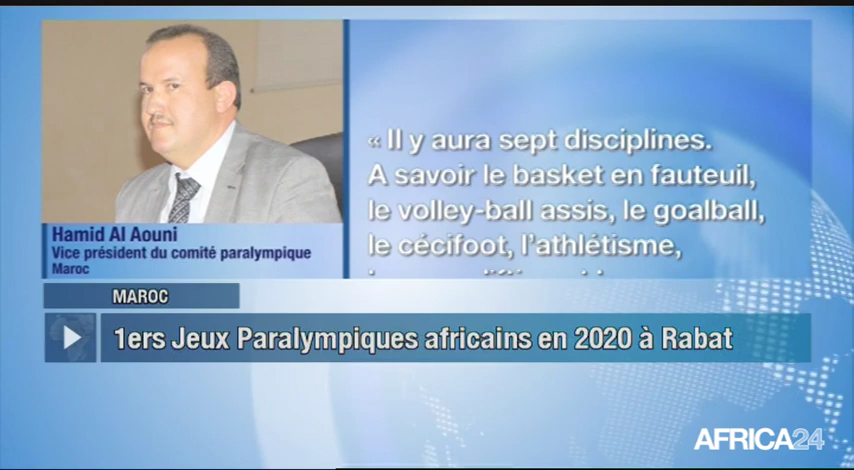 « Il y aura sept disciplines.
A savoir le basket en fauteuil,
le volley-ball assis, le goalball,
le cécifoot, l'athlétisme,
Hamid Al Aouni
Vice président du comité paralympique
Maroc
MAROC
1ers Jeux Paralympiques africains en 2020 à Rabat
AFRICA24